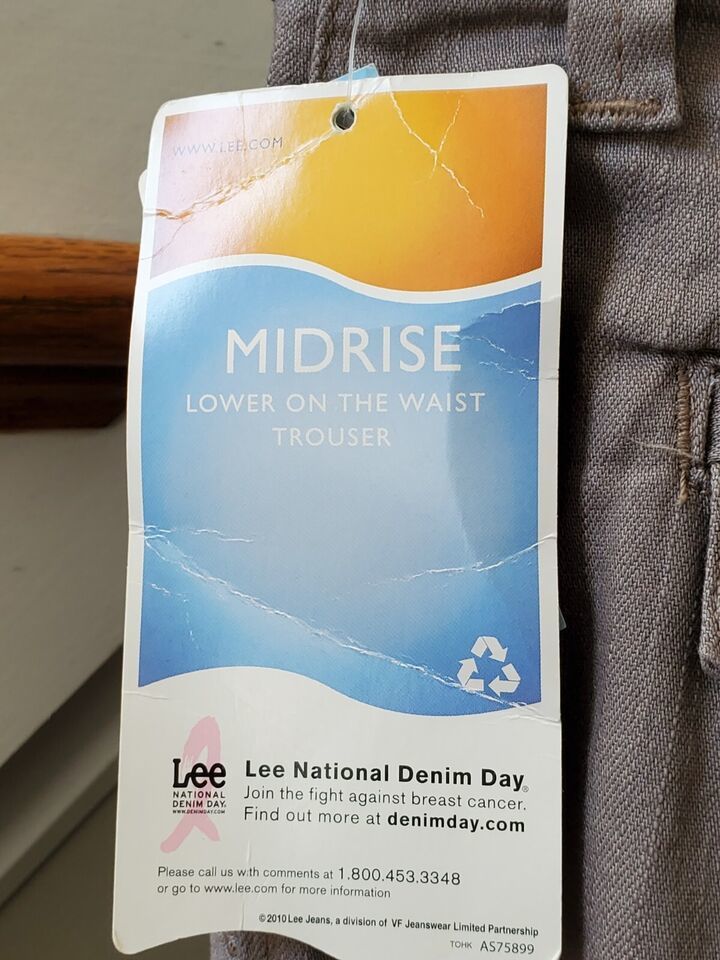 WWW.LEE.COM
MIDRISE
LOWER ON THE WAIST
TROUSER
Lee
NATIONAL
DENIM DAY®
WWW.DENIMDAY.COM
Lee National Denim Day®
Join the fight against breast cancer.
Find out more at denimday.com
Please call us with comments at 1.800.453.3348
or go to www.lee.com for more information
©2010 Lee Jeans, a division of VF Jeanswear Limited Partnership
TOHK AS75899